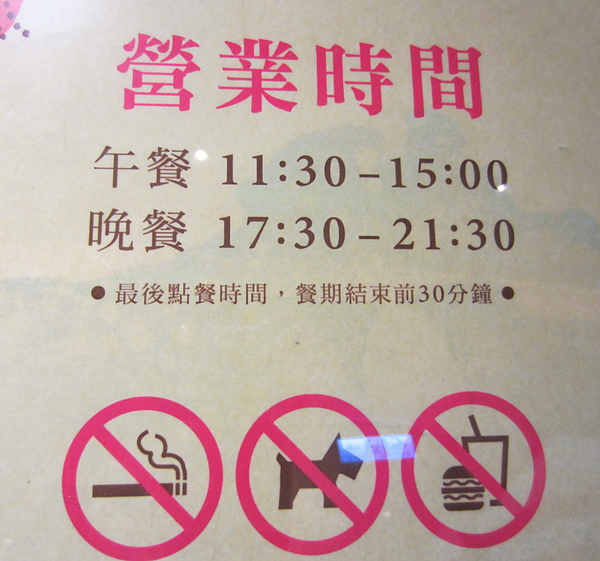 營業時間
午餐 11:30–15:00
晚餐 17:30–21:30
●最後點餐時間，餐期結束前30分鐘●